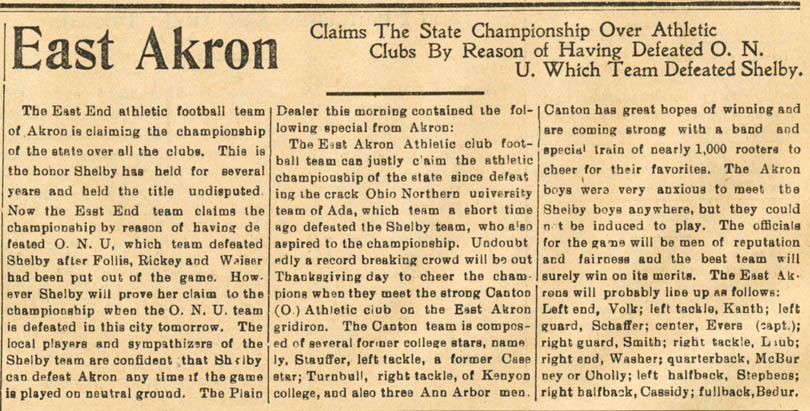 East Akron
Claims The State Championship Over Athletic
Clubs By Reason of Having Defeated O. N.
U. Which Team Defeated Shelby.
The East End athletic football team
of Akron is claiming the championship
of the state over all the clubs. This is
the honor Shelby has held for several
years and held the title undisputed.
Now the East End team claims the
championship by reason of having de
feated O. N. U, which team defeated
Shelby after Follis, Rickey and Weiser
had been put out of the game. How-
ever Shelby will prove her claim to the
championship when the O. N. U. team
is defeated in this city tomorrow. The
local players and sympathizers of the
Shelby team are confident that Shelby
can defeat Akron any time if the game
is played on neutral ground. The Plain
Dealer this morning contained the fol-
lowing special from Akron:
The East Akron Athletic club foot-
ball team can justly claim the athletic
championship of the state since defeat
ing the crack Ohio Northern university
team of Ada, which team a short time
ago defeated the Shelby team, who also
aspired to the championship. Undoubt
edly a record breaking crowd will be out
Thanksgiving day to cheer the cham-
pions when they meet the strong Canton
(O.) Athletic club on the East Akron
gridiron. The Canton team is compos-
ed of several former college stars, name
ly, Stauffer, left tackle, a former Case
star; Turnbull, right tackle, of Kenyon
college, and also three Ann Arbor men.
Canton has great hopes of winning and
are coming strong with a band and
special train of nearly 1,000 rooters to
cheer for their favorites. The Akron
boys were very anxious to meet the
Shelby boys anywhere, but they could
not be induced to play. The officials
for the game will be men of reputation
and fairness and the best team will
surely win on its merits. The East Ak-
rons will probably line up as follows:
Left end, Volk; left tackle, Kanth; left
guard, Schaffer; center, Evers (capt.);
right guard, Smith; right tackle, Laub;
right end, Washer; quarterback, McBur
ney or Cholly; left halfback, Stephens;
right halfback, Cassidy; fullback, Bedur.